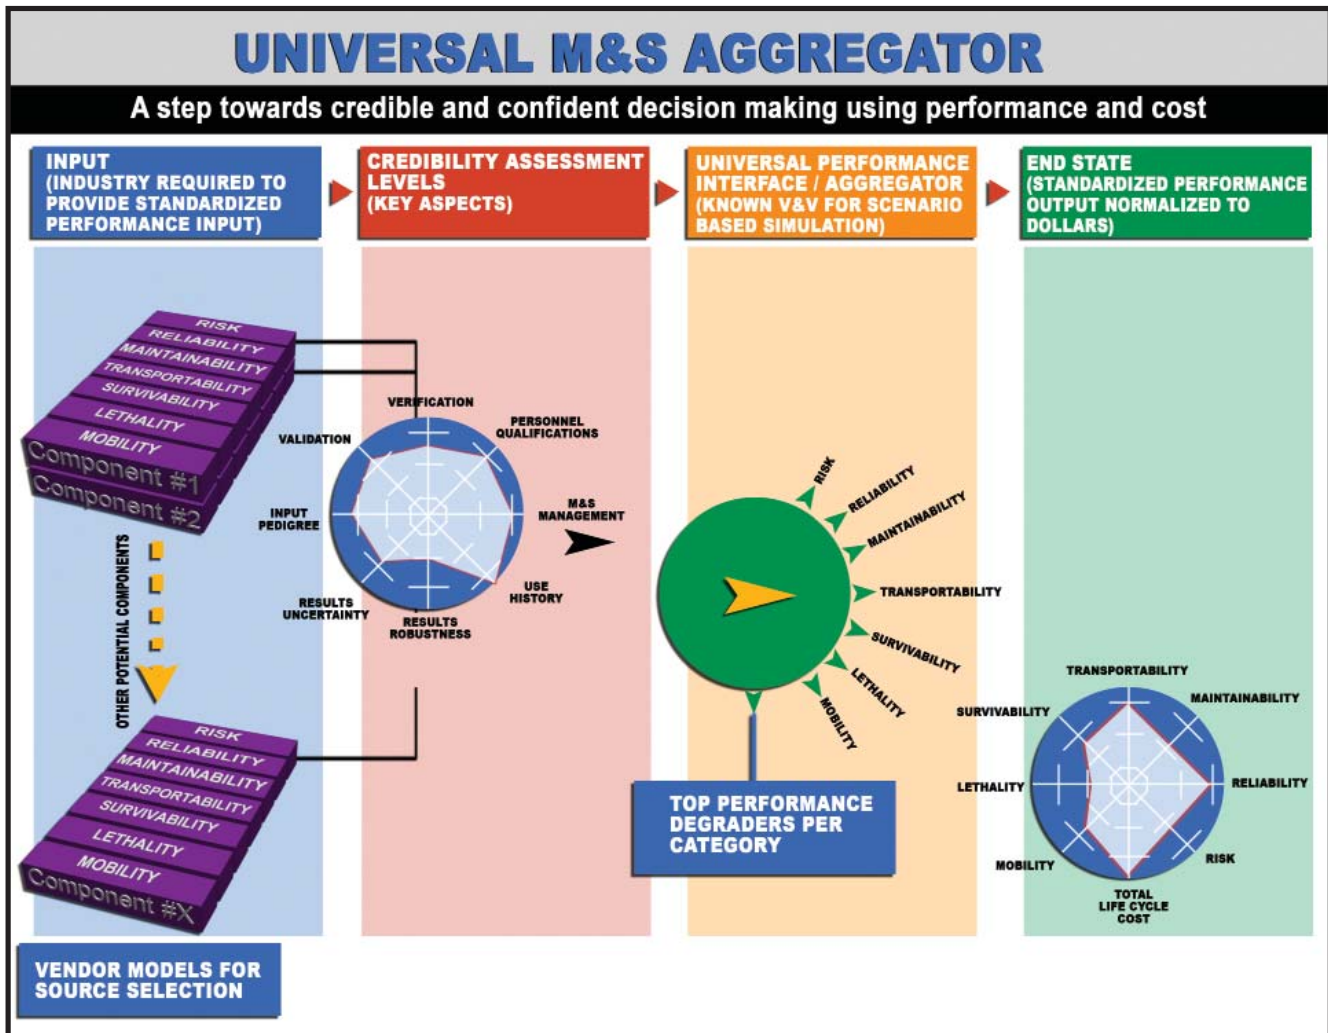 UNIVERSAL M&S AGGREGATOR
A step towards credible and confident decision making using performance and cost
INPUT
(INDUSTRY REQUIRED TO
PROVIDE STANDARDIZED
PERFORMANCE INPUT)
CREDIBILITY ASSESSMENT
LEVELS
(KEY ASPECTS)
UNIVERSAL PERFORMANCE
INTERFACE / AGGREGATOR
(KNOWN V&V FOR SCENARIO
BASED SIMULATION)
END STATE
(STANDARDIZED PERFORMANCE
OUTPUT NORMALIZED TO
DOLLARS)
RISK
RELIABILITY
MAINTAINABILITY
TRANSPORTABILITY
SURVIVABILITY
LETHALITY
MOBILITY
Component #1
Component #2
OTHER POTENTIAL COMPONENTS
RISK
RELIABILITY
MAINTAINABILITY
TRANSPORTABILITY
SURVIVABILITY
LETHALITY
MOBILITY
Component #X
VENDOR MODELS FOR
SOURCE SELECTION
VERIFICATION
PERSONNEL
QUALIFICATIONS
VALIDATION
INPUT
PEDIGREE
M&S
MANAGEMENT
RESULTS
UNCERTAINTY
RESULTS
ROBUSTNESS
USE
HISTORY
RISK
RELIABILITY
MAINTAINABILITY
TRANSPORTABILITY
SURVIVABILITY
LETHALITY
MOBILITY
TOP PERFORMANCE
DEGRADERS PER
CATEGORY
TRANSPORTABILITY
SURVIVABILITY
MAINTAINABILITY
LETHALITY
RELIABILITY
MOBILITY
RISK
TOTAL
LIFE CYCLE
COST